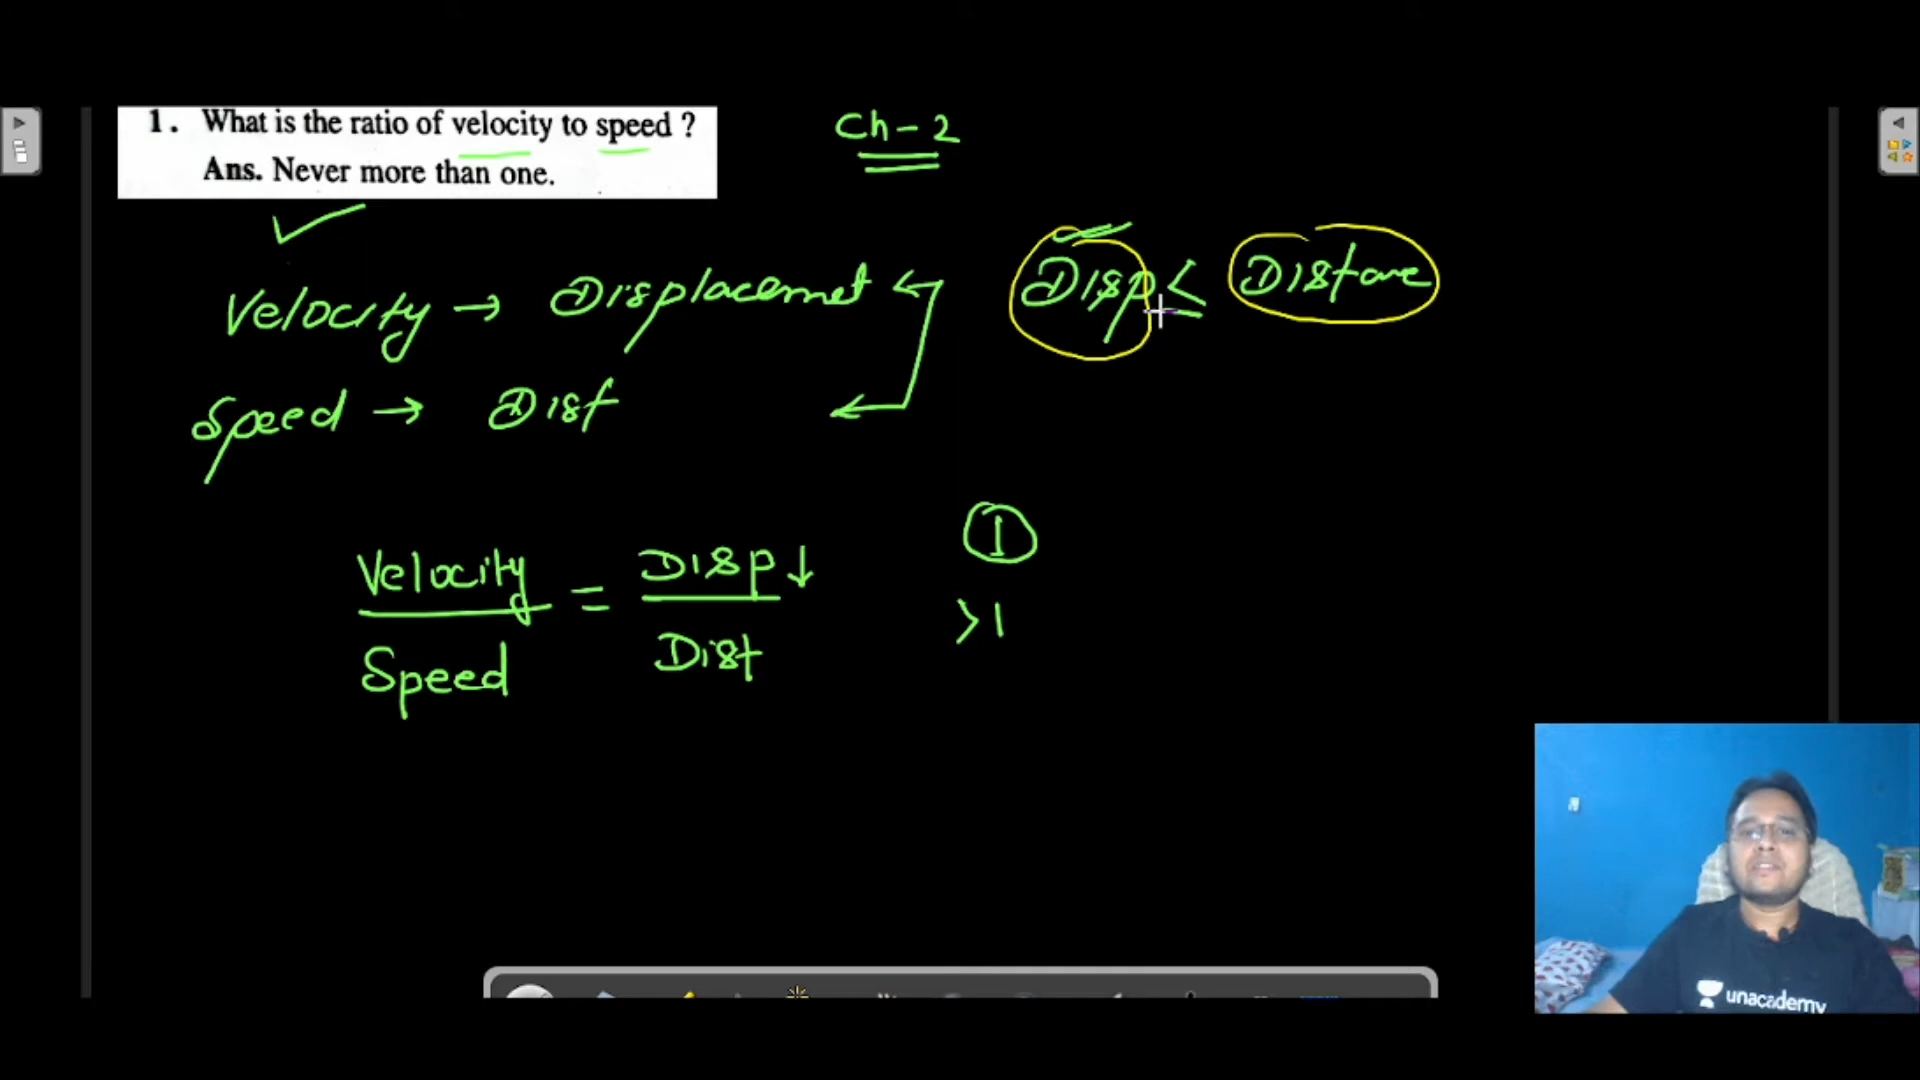 1. What is the ratio of velocity to speed ?
Ans. Never more than one.
Ch-2
Velocity → Displacemet
Disp ≤ Distance
Speed → Dist
Velocity = Disp ↓
Speed Dist
1
>1
unacademy